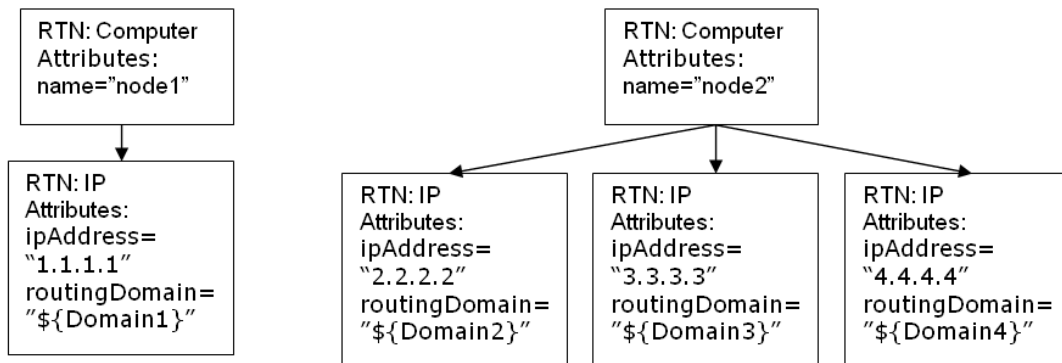 RTN: Computer
Attributes:
name=”node1”
RTN: Computer
Attributes:
name=”node2”
RTN: IP
Attributes:
ipAddress=
“1.1.1.1”
routingDomain=
”${Domain1}”
RTN: IP
Attributes:
ipAddress=
“2.2.2.2”
routingDomain=
”${Domain2}”
RTN: IP
Attributes:
ipAddress=
“3.3.3.3”
routingDomain=
”${Domain3}”
RTN: IP
Attributes:
ipAddress=
“4.4.4.4”
routingDomain=
”${Domain4}”